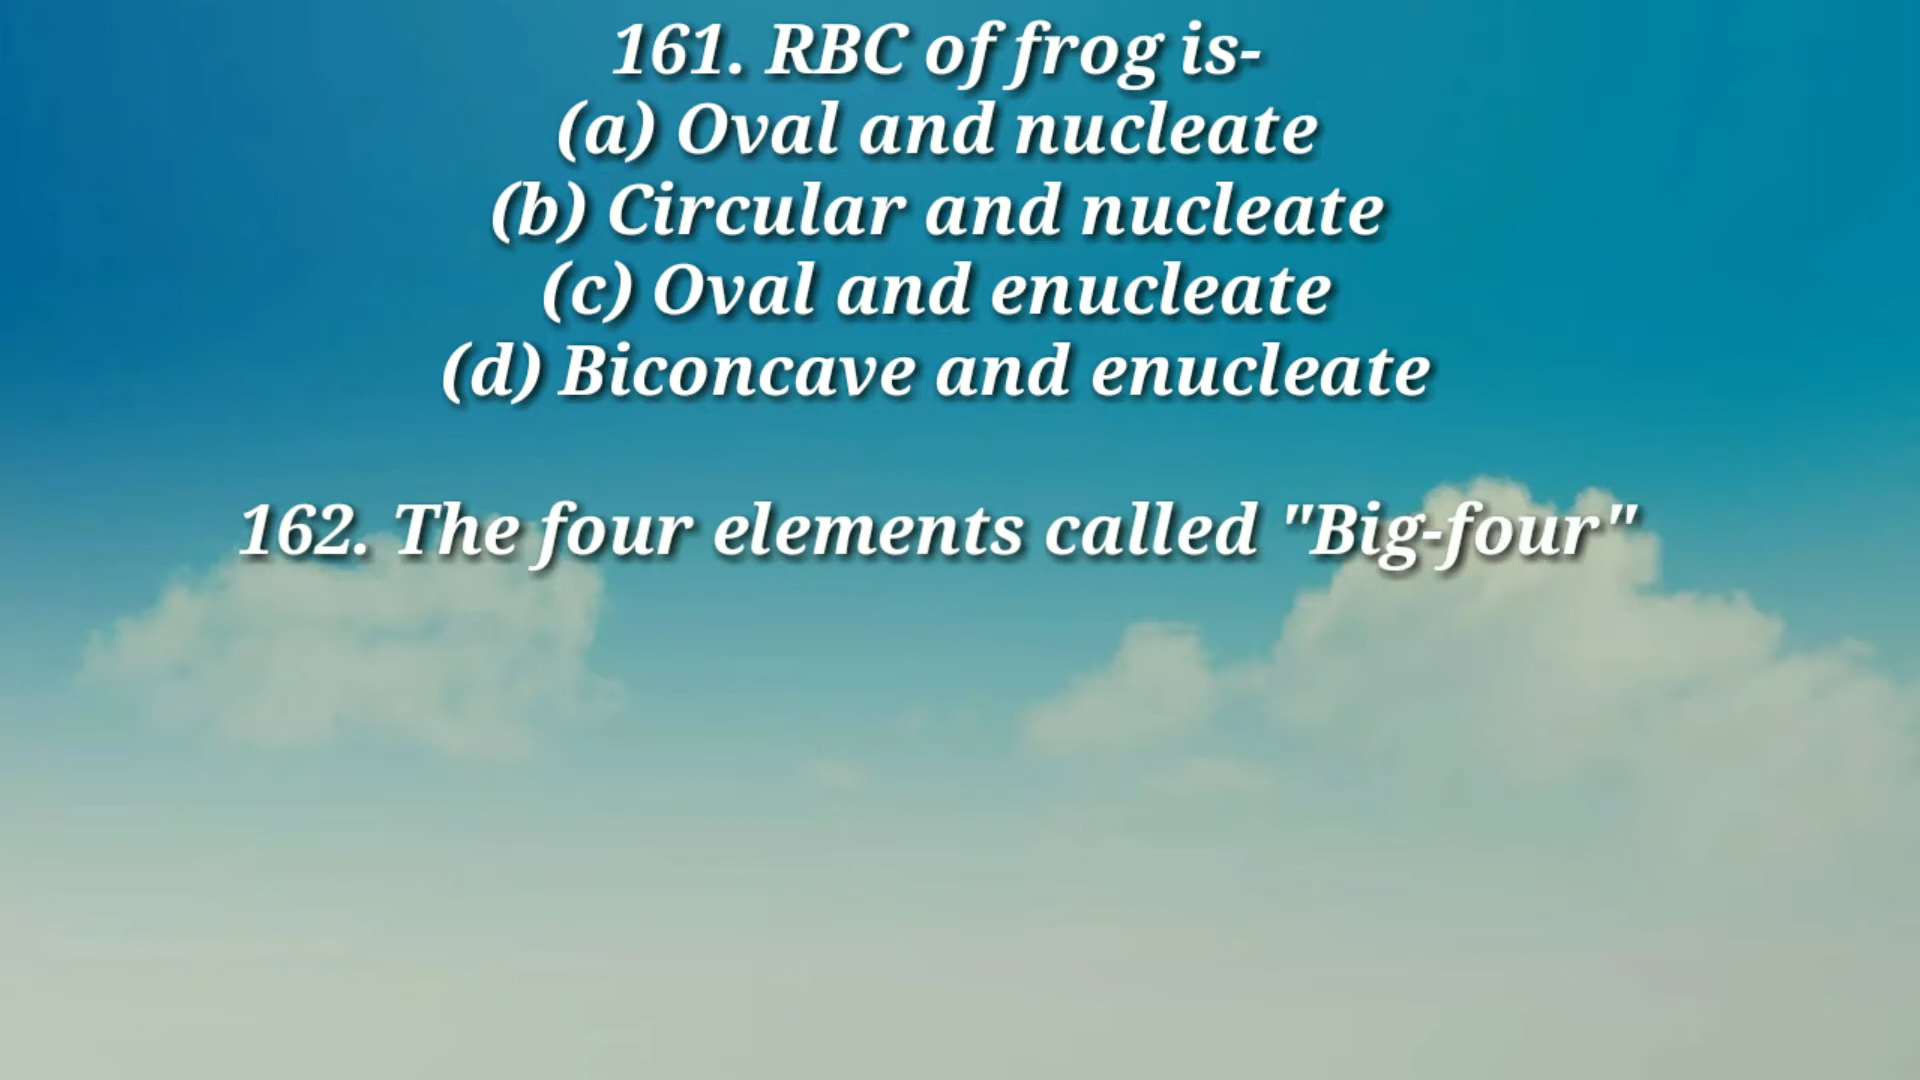 161. RBC of frog is-
(a) Oval and nucleate
(b) Circular and nucleate
(c) Oval and enucleate
(d) Biconcave and enucleate
162. The four elements called "Big-four"